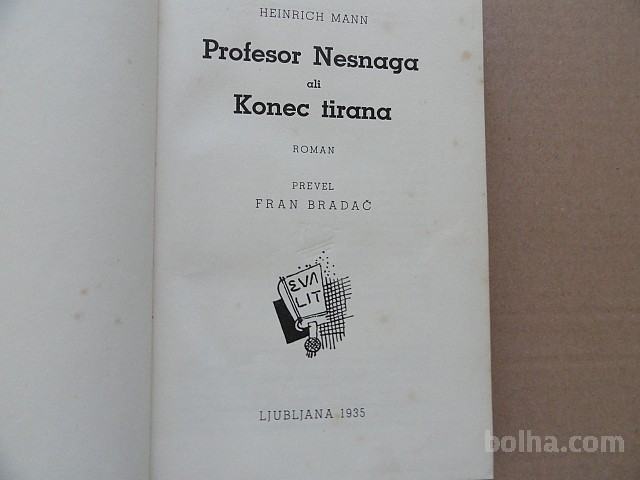 HEINRICH MANN
Profesor Nesnaga
ali
Konec tirana
ROMAN
PREVEL
FRAN BRADAČ
EVA
LIT
LJUBLJANA 1935
bolha.com